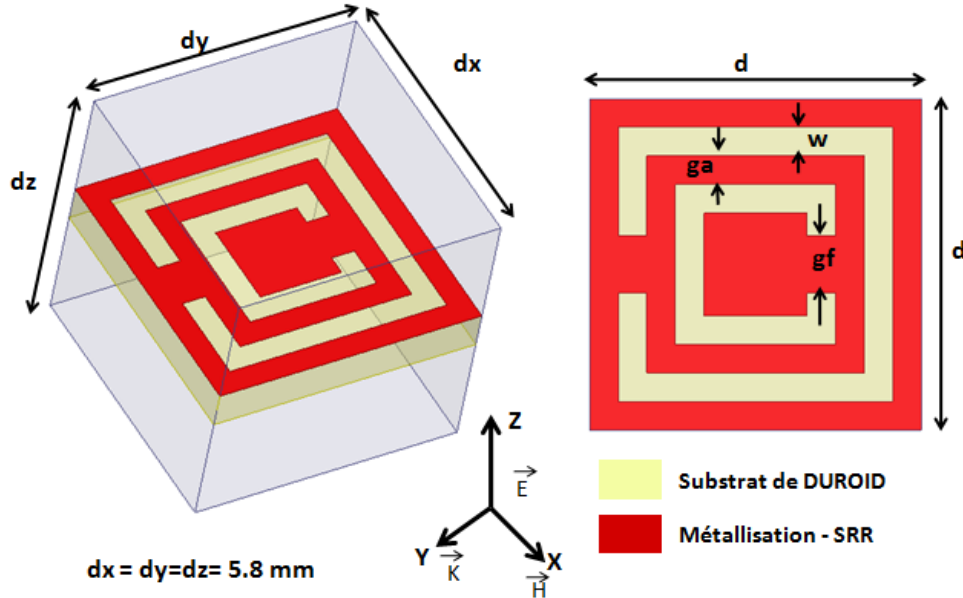 dy
dx
dz
d
w
ga
gf
d
Z
E
Y
K
X
H
Substrat de DUROID
Métallisation - SRR
dx = dy=dz= 5.8 mm